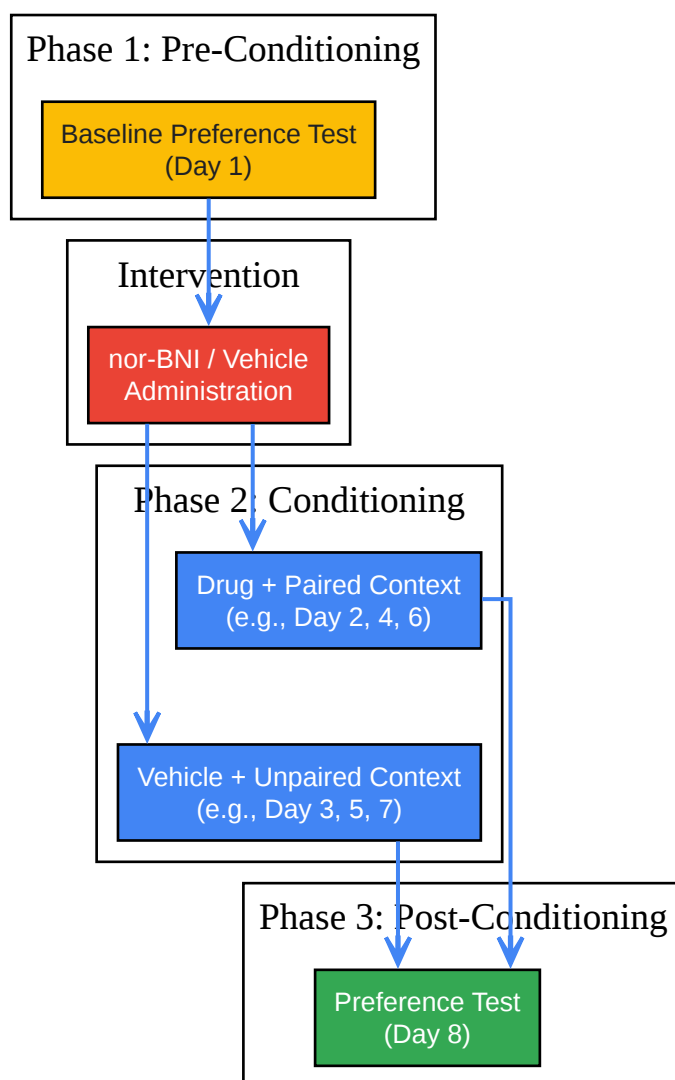 Phase 1: Pre-Conditioning
Baseline Preference Test
(Day 1)
Intervention
nor-BNI / Vehicle
Administration
Phase 2: Conditioning
Drug + Paired Context
(e.g., Day 2, 4, 6)
Vehicle + Unpaired Context
(e.g., Day 3, 5, 7)
Phase 3: Post-Conditioning
Preference Test
(Day 8)